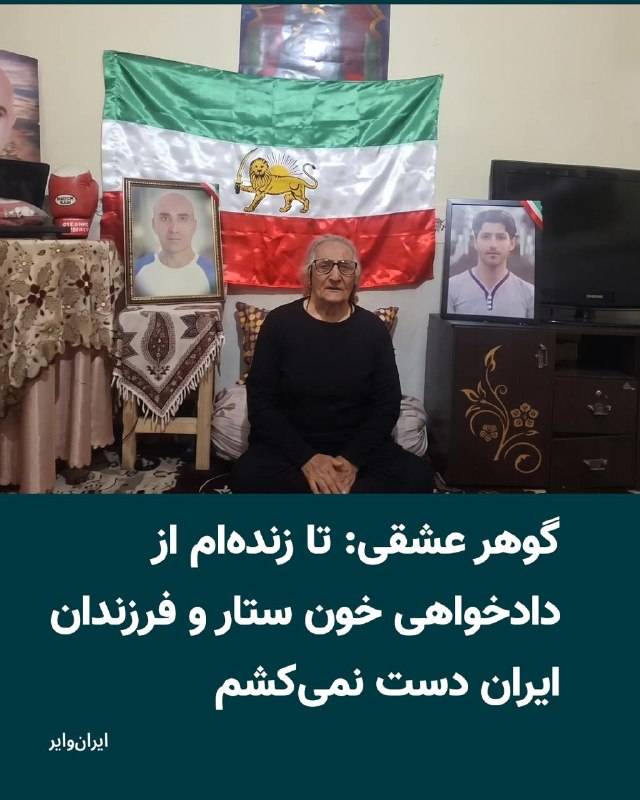 گوهر عشقی: تا زنده‌ام از
دادخواهی خون ستار و فرزندان
ایران دست نمی‌کشم
ایران‌وایر